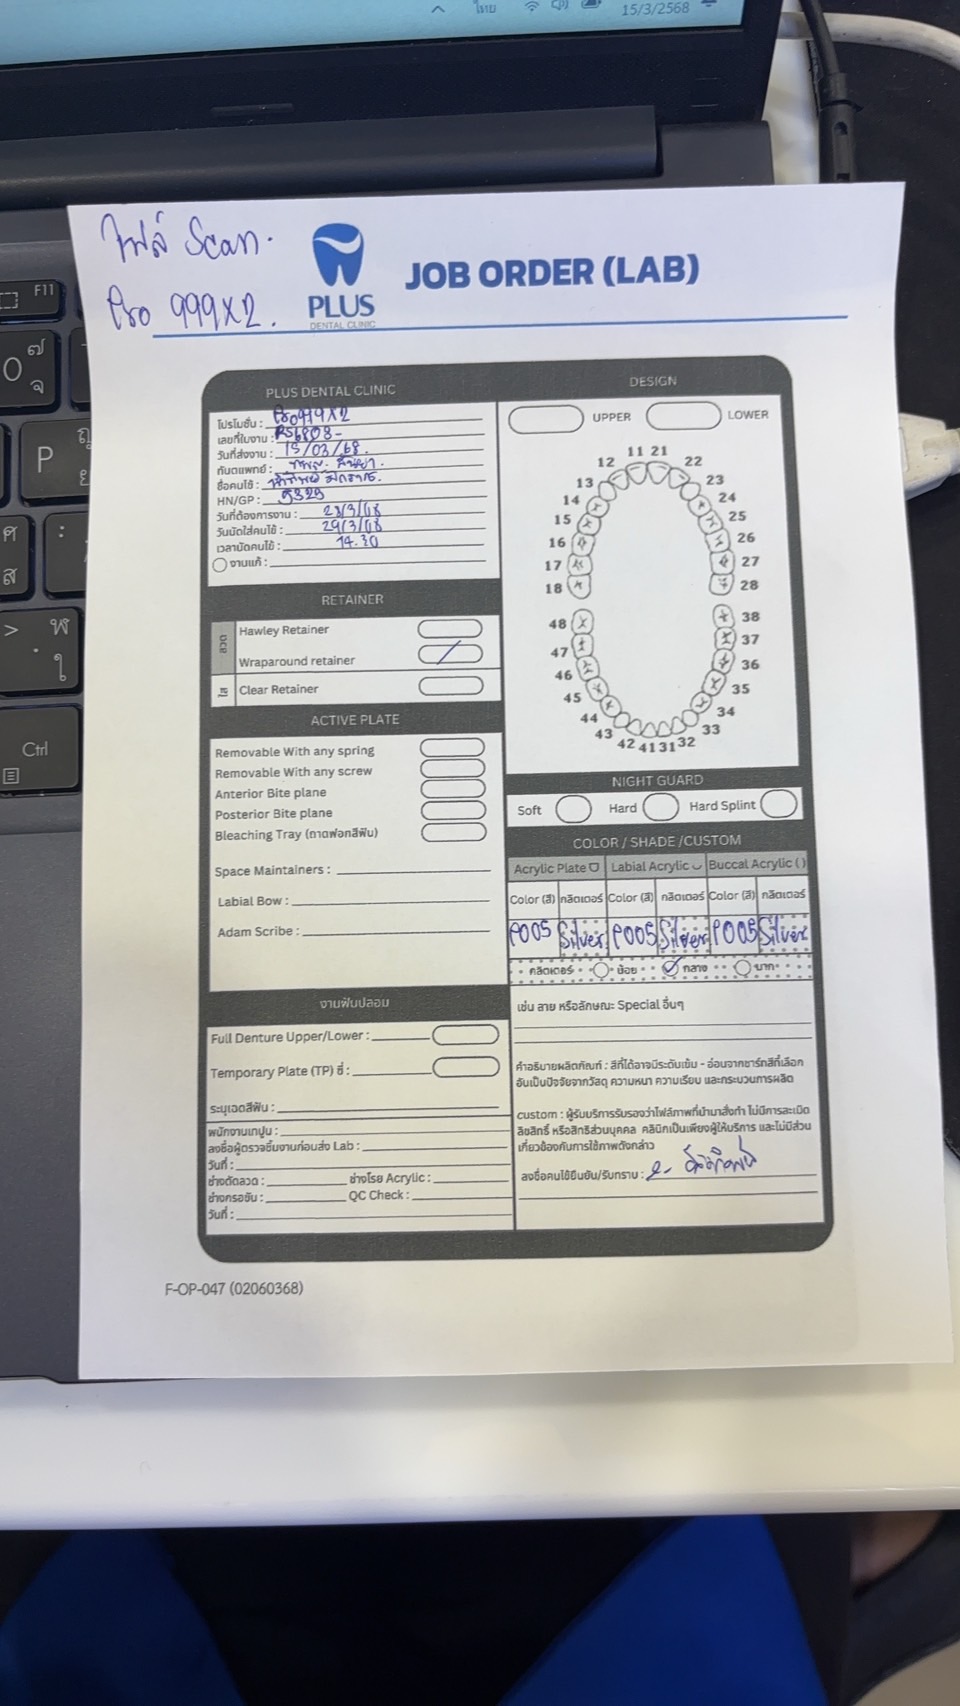 ไทย 15/3/2568
ไฟล์ Scan.
Pro 999x2.
PLUS
DENTAL CLINIC
JOB ORDER (LAB)
PLUS DENTAL CLINIC
โปรโมชั่น : Pro999x2
เลขที่ใบงาน : PS6803-
วันที่ส่งงาน : 15/03/68.
ทันตแพทย์ :
ชื่อคนไข้ :
HN/GP : 5329
วันที่ต้องการงาน : 28/3/68
วันนัดใส่คนไข้ : 29/3/68
เวลานัดคนไข้ : 14.30
งานแก้ :
RETAINER
Hawley Retainer
Wraparound retainer
Clear Retainer
ACTIVE PLATE
Removable With any spring
Removable With any screw
Anterior Bite plane
Posterior Bite plane
Bleaching Tray (ถาดฟอกสีฟัน)
Space Maintainers :
Labial Bow :
Adam Scribe :
งานฟันปลอม
Full Denture Upper/Lower :
Temporary Plate (TP) ซี่ :
ระบุเฉดสีฟัน :
พนักงานเทปูน :
ลงชื่อผู้ตรวจชิ้นงานก่อนส่ง Lab :
วันที่ :
ช่างดัดลวด : ช่างโรย Acrylic :
ช่างกรอขัด : QC Check :
วันที่ :
DESIGN
UPPER LOWER
11 21
12 22
13 23
14 24
15 25
16 26
17 27
18 28
48 38
47 37
46 36
45 35
44 34
43 33
42 41 31 32
NIGHT GUARD
Soft Hard Hard Splint
COLOR / SHADE /CUSTOM
Acrylic Plate Labial Acrylic Buccal Acrylic ()
Color (สี) กลิตเตอร์ Color (สี) กลิตเตอร์ Color (สี) กลิตเตอร์
P005 Silver P005 Silver P005 Silver
กลิตเตอร์ น้อย กลาง มาก
เช่น ลาย หรือลักษณะ Special อื่นๆ
คำอธิบายผลิตภัณฑ์ : สีที่ได้อาจมีระดับเข้ม - อ่อนจากชาร์ทสีที่เลือก
อันเป็นปัจจัยจากวัสดุ ความหนา ความเรียบ และกระบวนการผลิต
custom : ผู้รับบริการรับรองว่าไฟล์ภาพที่นำมาสั่งทำ ไม่มีการละเมิด
ลิขสิทธิ์ หรือสิทธิส่วนบุคคล คลินิกเป็นเพียงผู้ให้บริการ และไม่มีส่วน
เกี่ยวข้องกับการใช้ภาพดังกล่าว
ลงชื่อคนไข้ยืนยัน/รับทราบ :
F-OP-047 (02060368)
F11
P
Ctrl